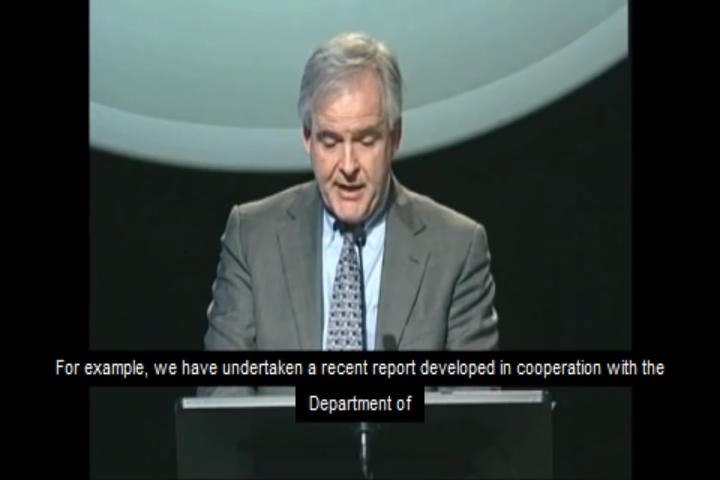 For example, we have undertaken a recent report developed in cooperation with the
Department of